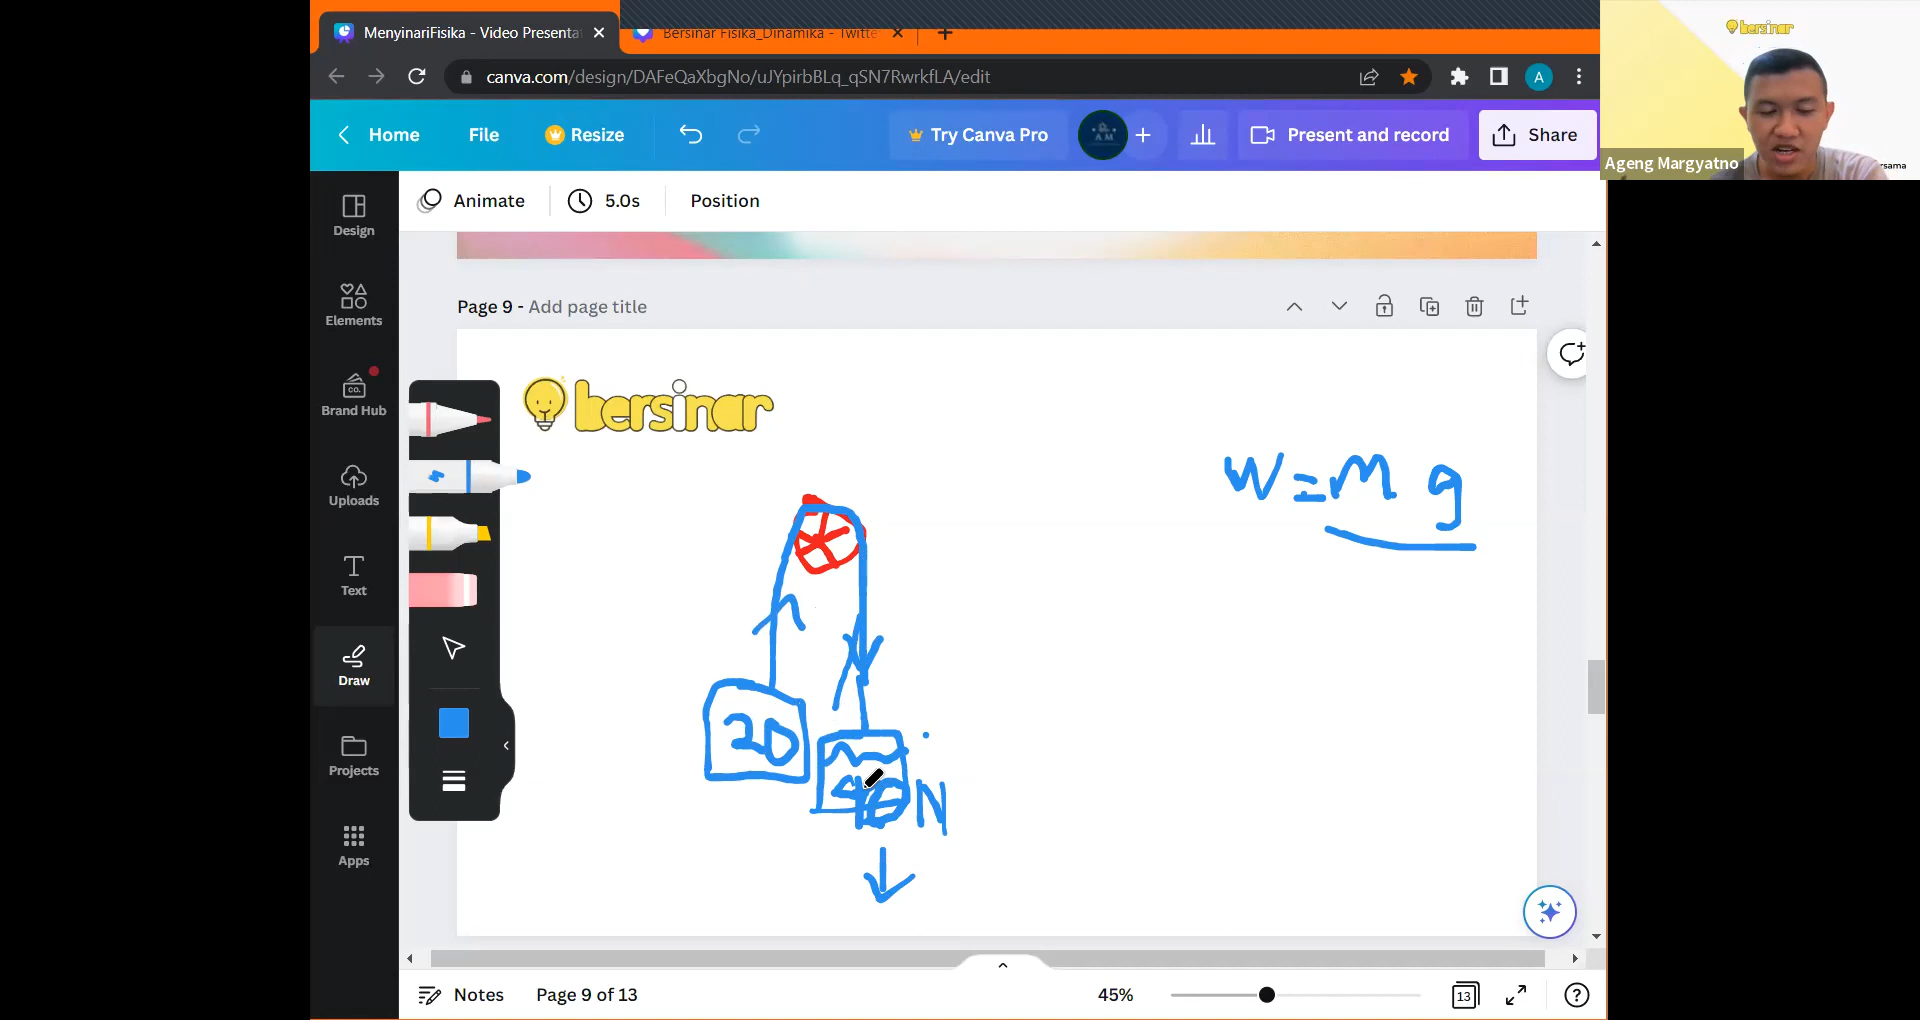 MenyinariFisika - Video Presenta
Bersinar Fisika_Dinamika - Twitte
canva.com/design/DAFeQaXbgNo/uJYpirbBLq_qSN7RwrkfLA/edit
A
bersinar
Ageng Margyatno
Home
File
Resize
Try Canva Pro
A M
Present and record
Share
Design
Elements
CO.
Brand Hub
Uploads
Text
Draw
Projects
Apps
Animate
5.0s
Position
Page 9 - Add page title
bersinar
W = m g
20
40 N
Notes
Page 9 of 13
45%
13
?